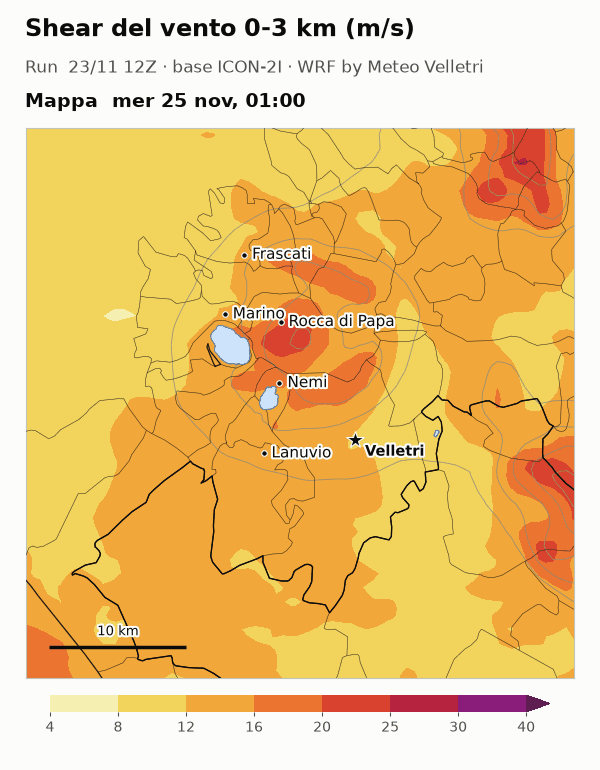 Shear del vento 0-3 km (m/s)
Run  23/11 12Z · base ICON-2I · WRF by Meteo Velletri
Mappa  mer 25 nov, 01:00
Frascati
Marino
Rocca di Papa
Nemi
Velletri
Lanuvio
10 km
4 8 12 16 20 25 30 40